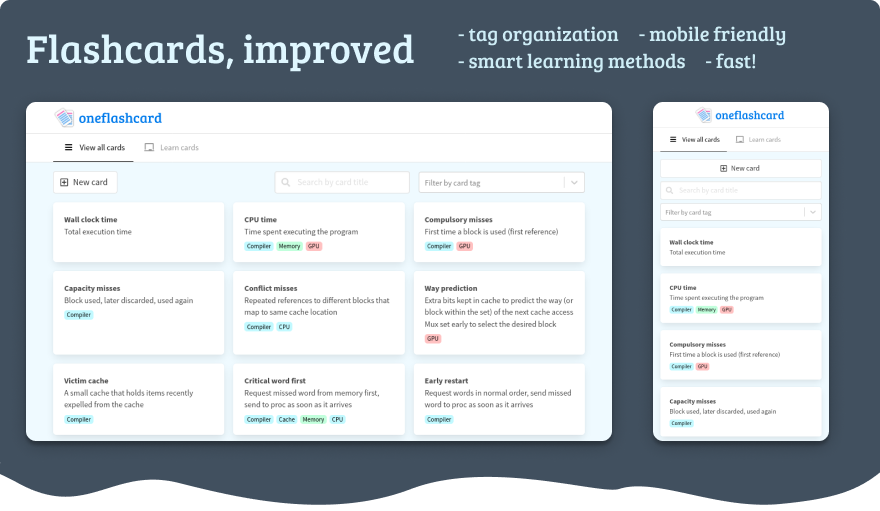 Flashcards, improved
- tag organization - mobile friendly
- smart learning methods - fast!
oneflashcard
View all cards Learn cards
New card Search by card title Filter by card tag
Wall clock time
Total execution time
CPU time
Time spent executing the program
Compiler Memory GPU
Compulsory misses
First time a block is used (first reference)
Compiler GPU
Capacity misses
Block used, later discarded, used again
Compiler
Conflict misses
Repeated references to different blocks that
map to same cache location
Compiler CPU
Way prediction
Extra bits kept in cache to predict the way (or
block within the set) of the next cache access
Mux set early to select the desired block
GPU
Victim cache
A small cache that holds items recently
expelled from the cache
Compiler
Critical word first
Request missed word from memory first,
send to proc as soon as it arrives
Compiler Cache Memory CPU
Early restart
Request words in normal order, send missed
word to proc as soon as it arrives
Compiler
oneflashcard
View all cards Learn cards
New card
Search by card title
Filter by card tag
Wall clock time
Total execution time
CPU time
Time spent executing the program
Compiler Memory GPU
Compulsory misses
First time a block is used (first reference)
Compiler GPU
Capacity misses
Block used, later discarded, used again
Compiler